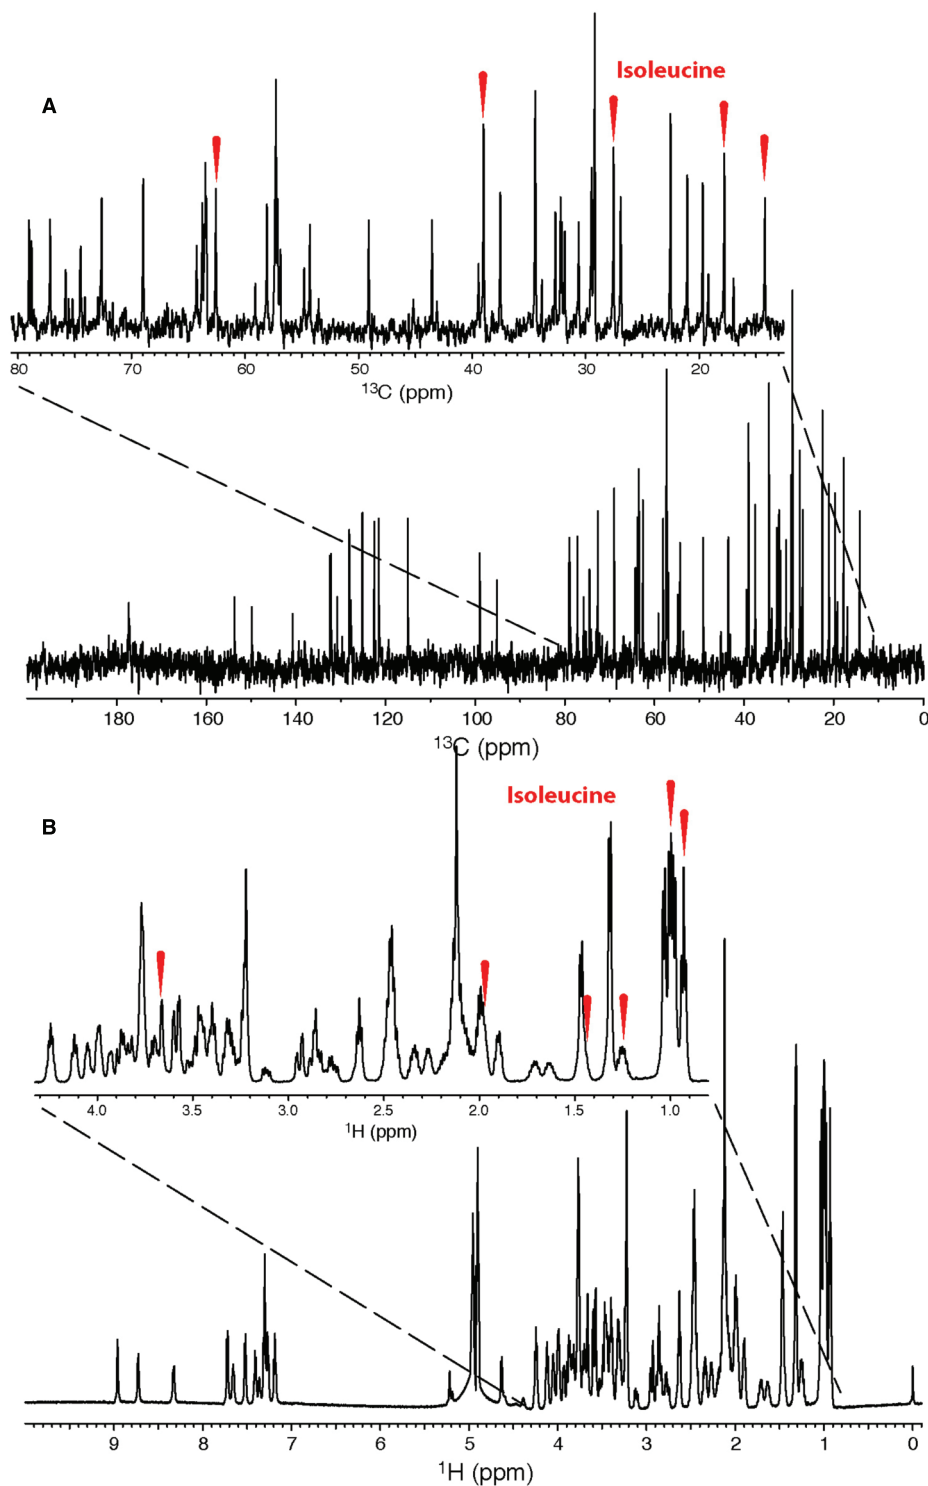 Isoleucine
A
80 70 60 50 40 30 20
¹³C (ppm)
180 160 140 120 100 80 60 40 20 0
¹³C (ppm)
Isoleucine
B
4.0 3.5 3.0 2.5 2.0 1.5 1.0
¹H (ppm)
9 8 7 6 5 4 3 2 1 0
¹H (ppm)